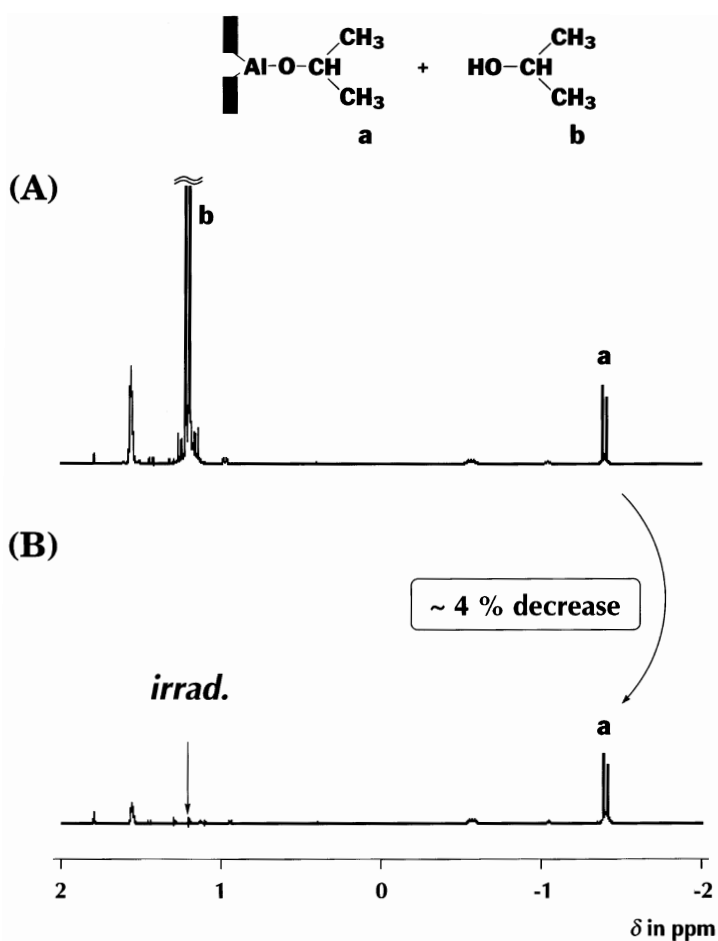 CH3 CH3
Al-O-CH + HO-CH
CH3 CH3
a b
(A)
b
a
(B)
~ 4 % decrease
irrad.
a
2 1 0 -1 -2
δ in ppm